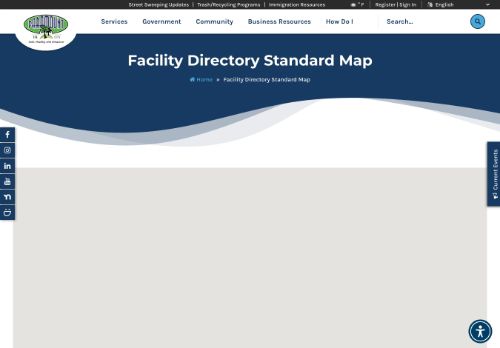 Street Sweeping Updates | Trash/Recycling Programs | Immigration Resources
° F | Register | Sign In | English
PARAMOUNT
Services Government Community Business Resources How Do I Search...
Facility Directory Standard Map
Home » Facility Directory Standard Map
Current Events